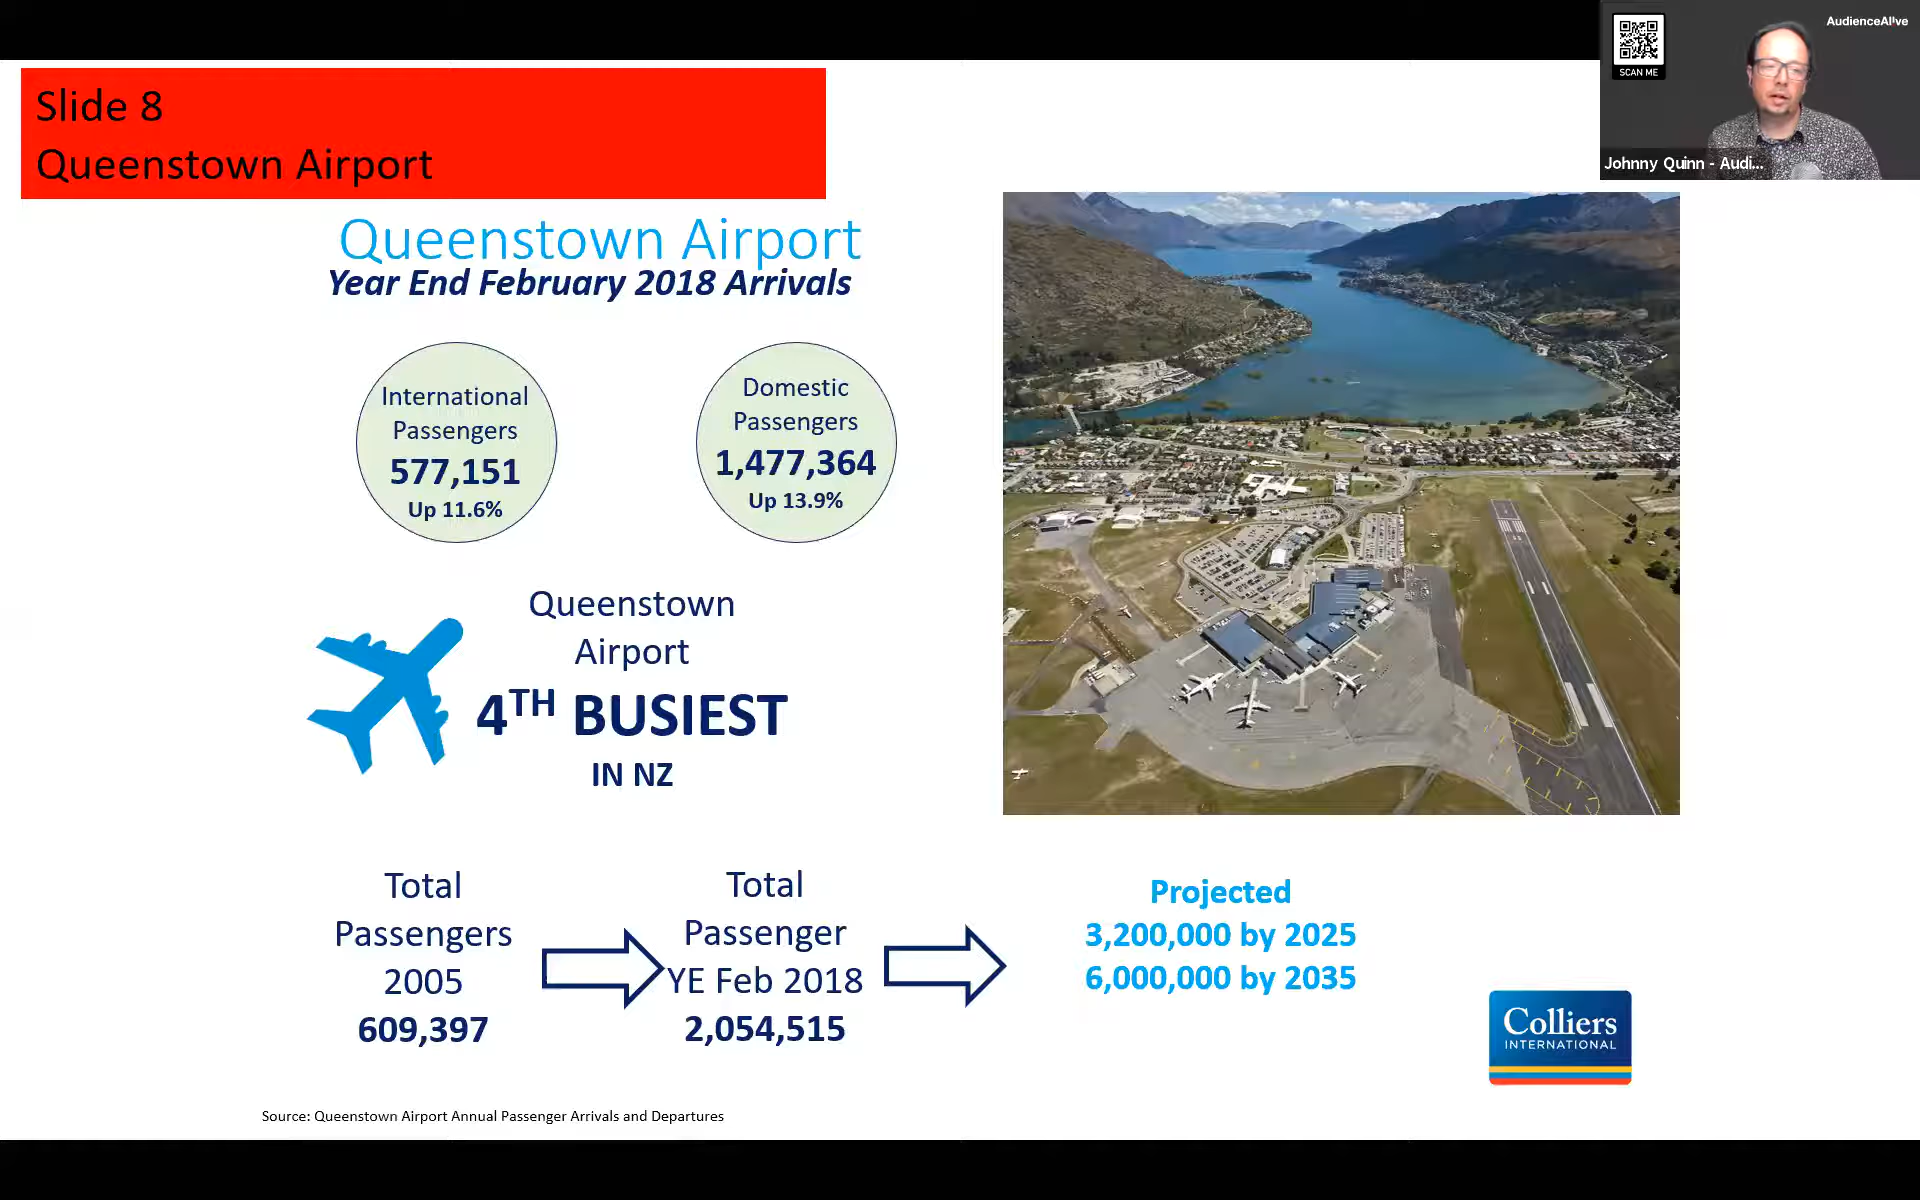 AudienceAlive
SCAN ME
Johnny Quinn - Audi...
Slide 8
Queenstown Airport
Queenstown Airport
Year End February 2018 Arrivals
International
Passengers
577,151
Up 11.6%
Domestic
Passengers
1,477,364
Up 13.9%
Queenstown
Airport
4TH BUSIEST
IN NZ
Total
Passengers
2005
609,397
Total
Passenger
YE Feb 2018
2,054,515
Projected
3,200,000 by 2025
6,000,000 by 2035
Colliers
INTERNATIONAL
Source: Queenstown Airport Annual Passenger Arrivals and Departures